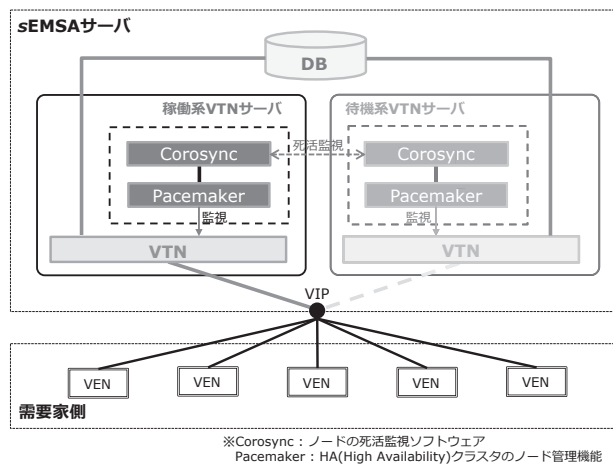 sEMSAサーバ
DB
稼働系VTNサーバ
待機系VTNサーバ
Corosync
死活監視
Corosync
Pacemaker
Pacemaker
監視
監視
VTN
VTN
VIP
VEN
VEN
VEN
VEN
VEN
需要家側
※Corosync : ノードの死活監視ソフトウェア
Pacemaker : HA(High Availability)クラスタのノード管理機能